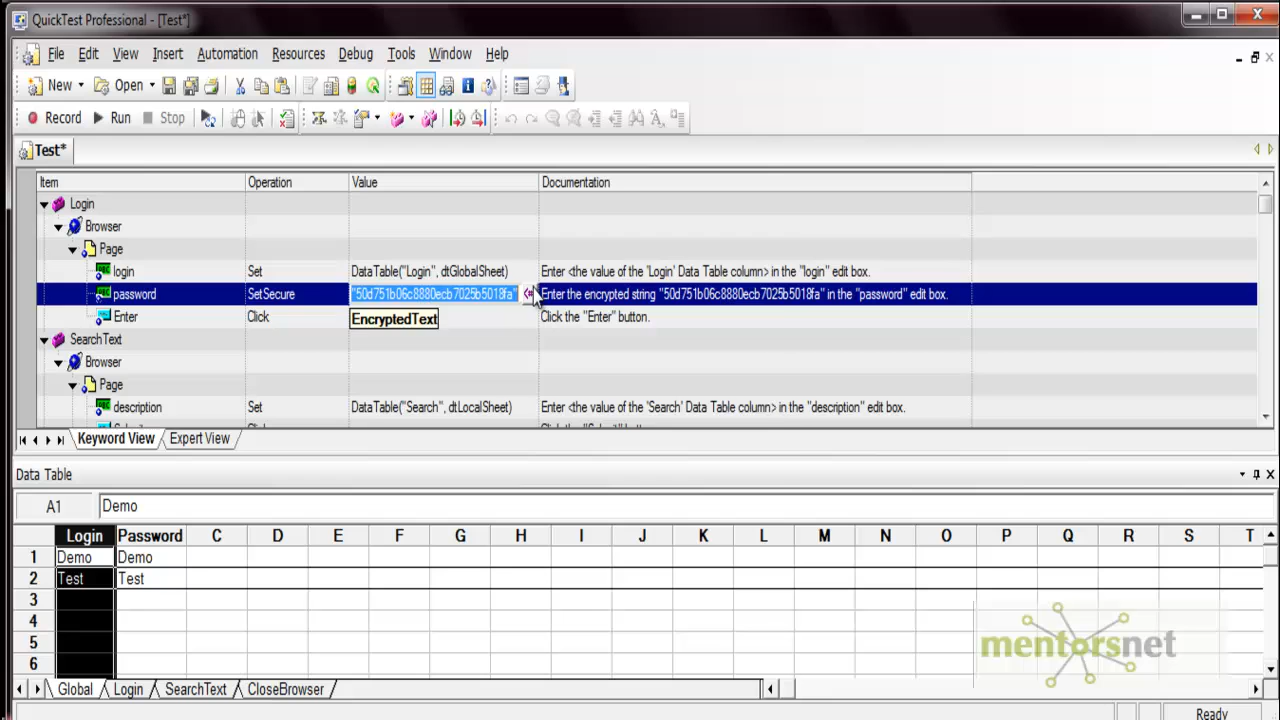 QuickTest Professional - [Test*]
File Edit View Insert Automation Resources Debug Tools Window Help
New Open
Record Run Stop
Test*
Item Operation Value Documentation
Login
Browser
Page
login Set DataTable("Login", dtGlobalSheet) Enter <the value of the 'Login' Data Table column> in the "login" edit box.
password SetSecure "50d751b06c8880ecb7025b5018fa" Enter the encrypted string "50d751b06c8880ecb7025b5018fa" in the "password" edit box.
Enter Click EncryptedText Click the "Enter" button.
SearchText
Browser
Page
description Set DataTable("Search", dtLocalSheet) Enter <the value of the 'Search' Data Table column> in the "description" edit box.
Keyword View Expert View
Data Table
A1 Demo
Login Password C D E F G H I J K L M N O P Q R S T
1 Demo Demo
2 Test Test
3
4
5
6
mentorsnet
Global Login SearchText CloseBrowser
Ready